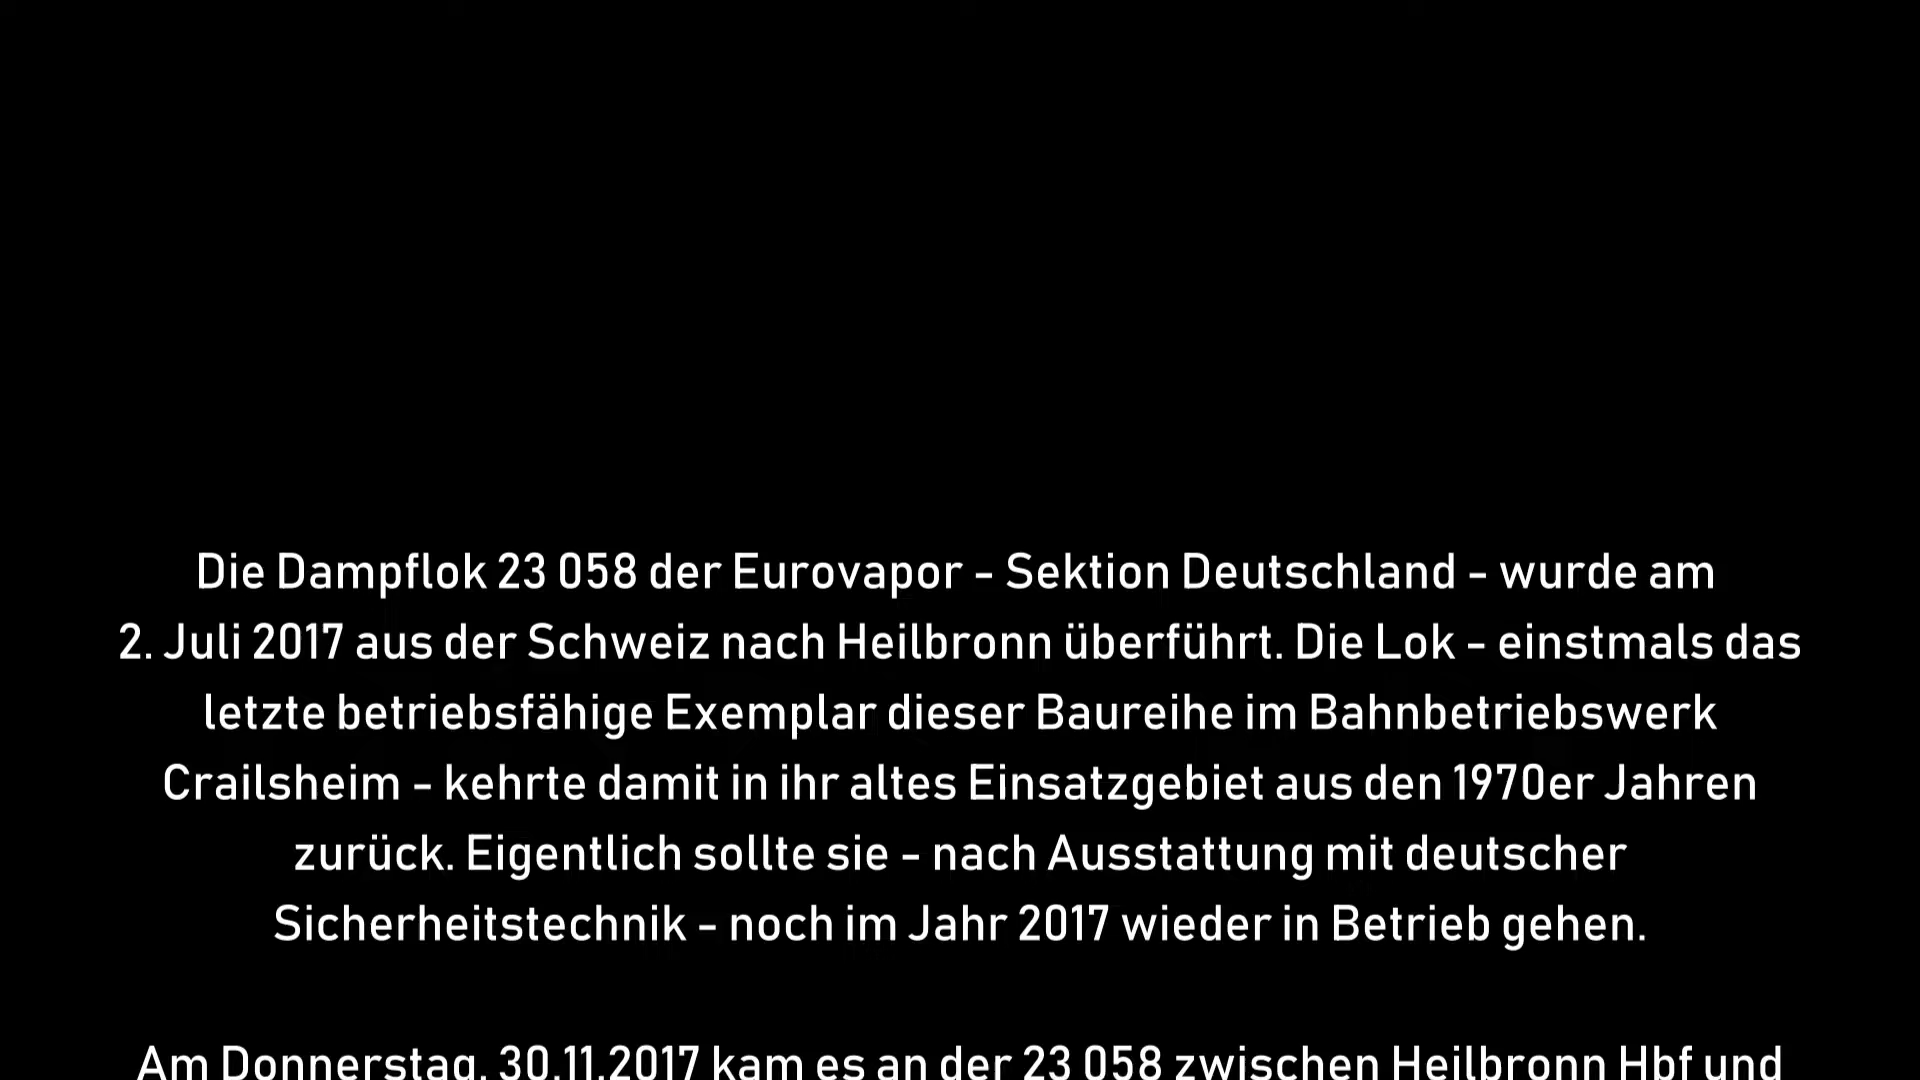 Die Dampflok 23 058 der Eurovapor - Sektion Deutschland - wurde am
2. Juli 2017 aus der Schweiz nach Heilbronn überführt. Die Lok - einstmals das
letzte betriebsfähige Exemplar dieser Baureihe im Bahnbetriebswerk
Crailsheim - kehrte damit in ihr altes Einsatzgebiet aus den 1970er Jahren
zurück. Eigentlich sollte sie - nach Ausstattung mit deutscher
Sicherheitstechnik - noch im Jahr 2017 wieder in Betrieb gehen.
Am Donnerstag, 30.11.2017 kam es an der 23 058 zwischen Heilbronn Hbf und